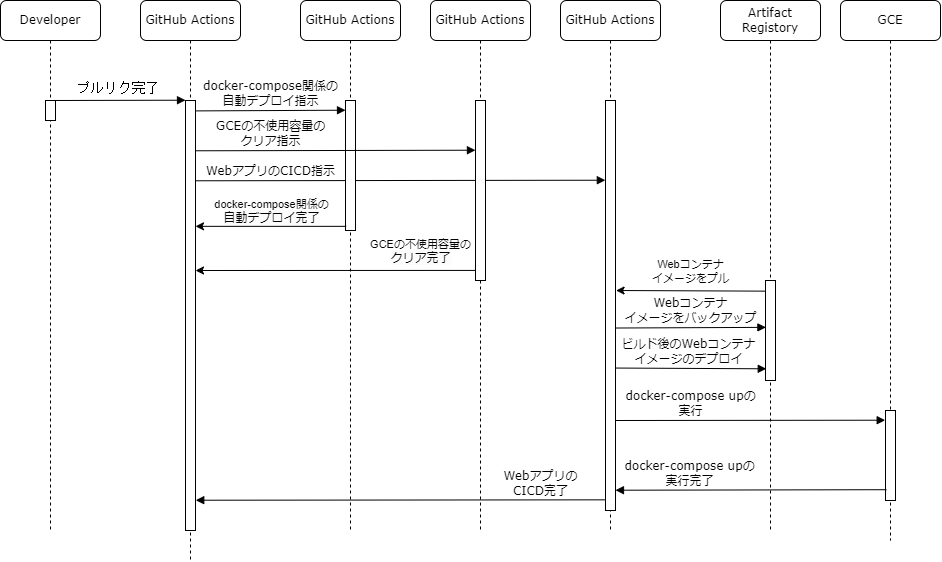 Developer
GitHub Actions
GitHub Actions
GitHub Actions
GitHub Actions
Artifact
Registory
GCE
プルリク完了
docker-compose関係の
自動デプロイ指示
GCEの不使用容量の
クリア指示
WebアプリのCICD指示
docker-compose関係の
自動デプロイ完了
GCEの不使用容量の
クリア完了
Webコンテナ
イメージをプル
Webコンテナ
イメージをバックアップ
ビルド後のWebコンテナ
イメージのデプロイ
docker-compose upの
実行
docker-compose upの
実行完了
Webアプリの
CICD完了